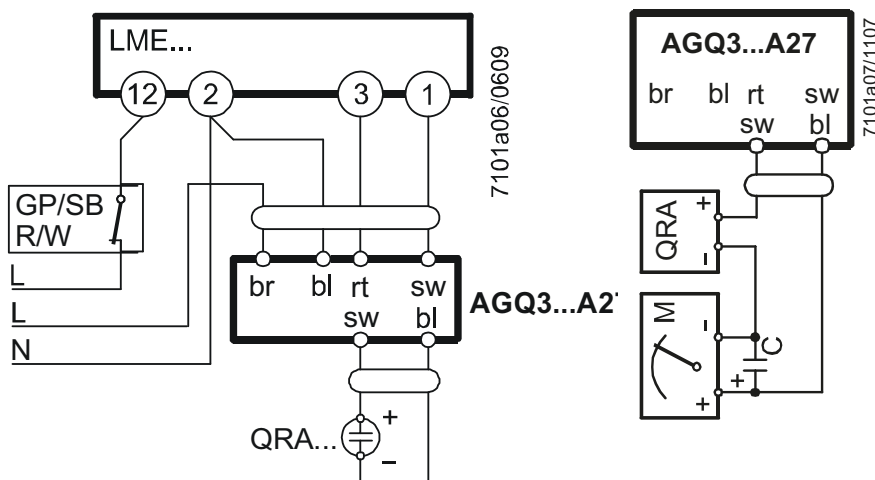 LME...
12 2 3 1
7101a06/0609
GP/SB
R/W
L
L
N
br bl rt sw
sw bl
AGQ3...A2
QRA...
+
–
AGQ3...A27
br bl rt sw
sw bl
7101a07/1107
QRA
+
-
M
-
+
C
+